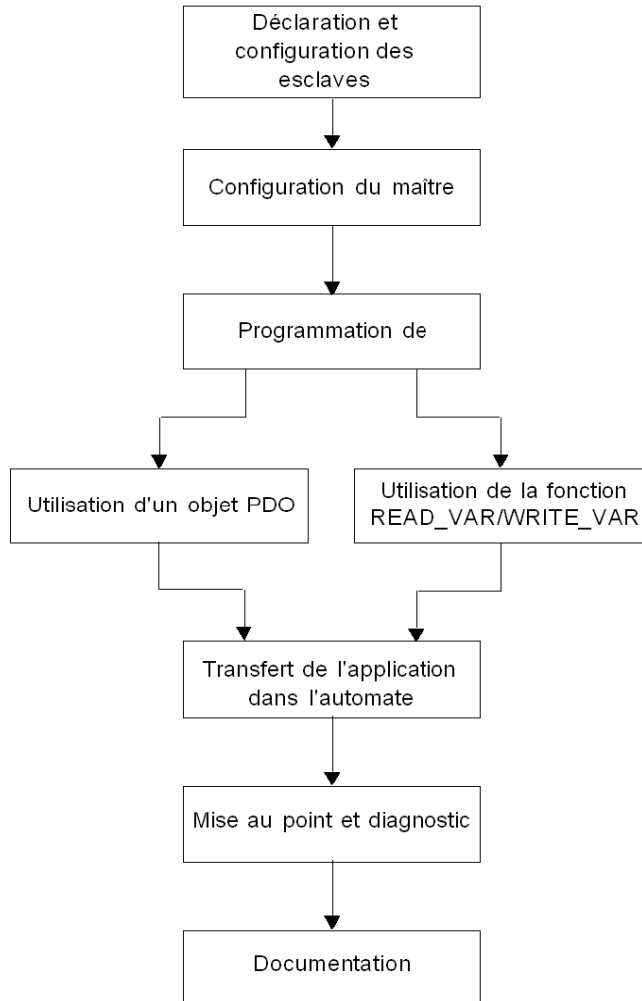 Déclaration et
configuration des
esclaves
Configuration du maître
Programmation de
Utilisation d'un objet PDO
Utilisation de la fonction
READ_VAR/WRITE_VAR
Transfert de l'application
dans l'automate
Mise au point et diagnostic
Documentation